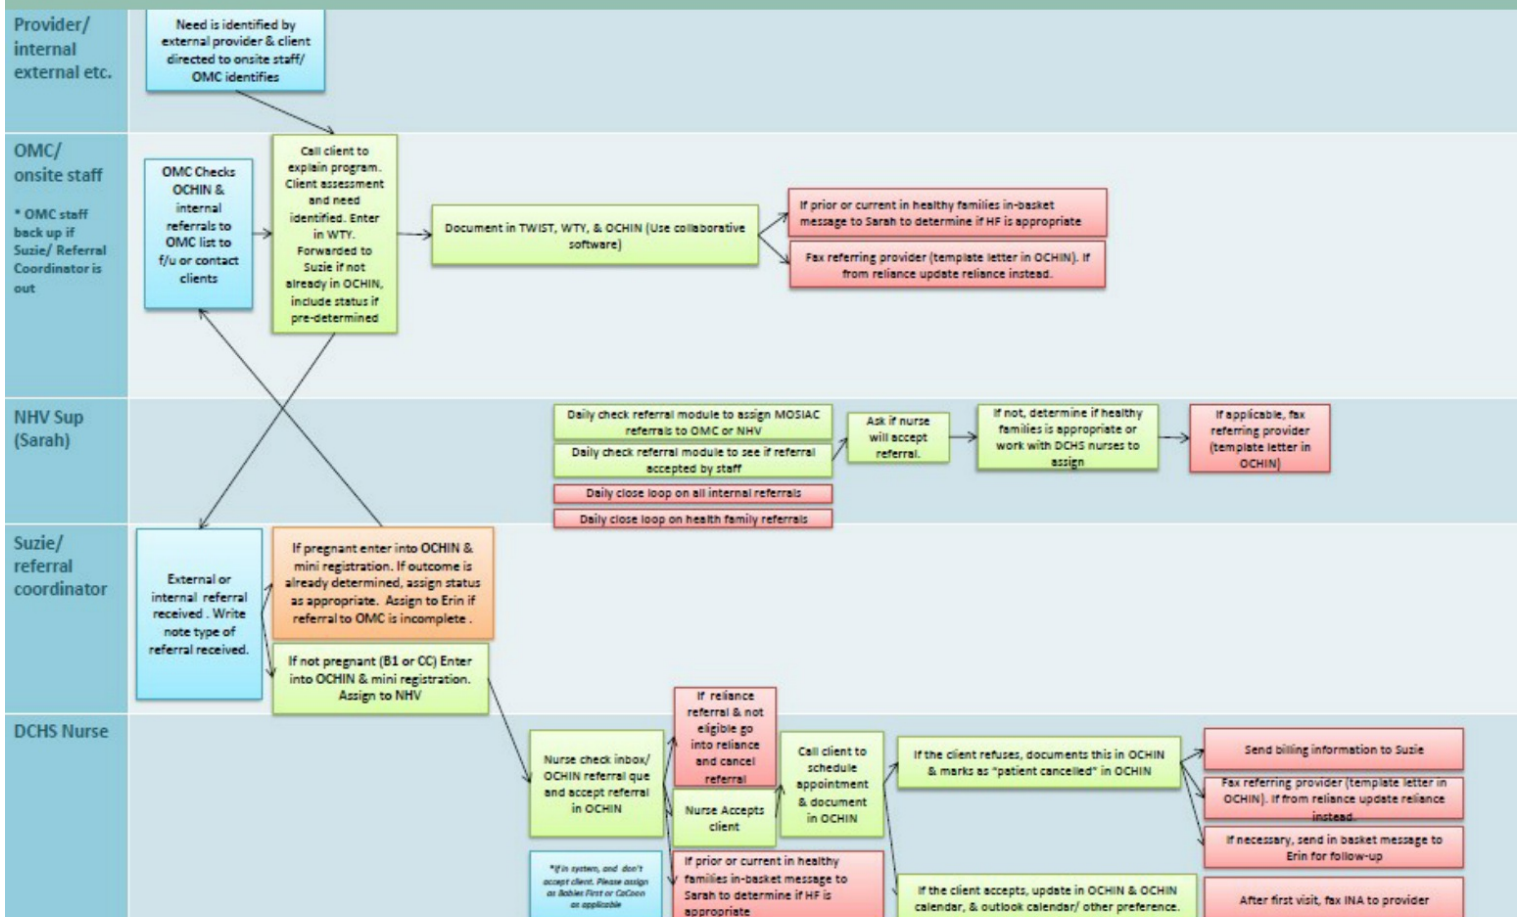 Provider/
internal
external etc.
Need is identified by
external provider & client
directed to onsite staff/
OMC identifies
OMC/
onsite staff
* OMC staff
back up if
Suzie/ Referral
Coordinator is
out
OMC Checks
OCHIN &
internal
referrals to
OMC list to
f/u or contact
clients
Call client to
explain program.
Client assessment
and need
identified. Enter
in WTY.
Forwarded to
Suzie if not
already in OCHIN,
include status if
pre-determined
Document in TWIST, WTY, & OCHIN (Use collaborative
software)
If prior or current in healthy families in-basket
message to Sarah to determine if HF is appropriate
Fax referring provider (template letter in OCHIN). If
from reliance update reliance instead.
NHV Sup
(Sarah)
Daily check referral module to assign MOSIAC
referrals to OMC or NHV
Daily check referral module to see if referral
accepted by staff
Daily close loop on all internal referrals
Daily close loop on health family referrals
Ask if nurse
will accept
referral.
If not, determine if healthy
families is appropriate or
work with DCHS nurses to
assign
If applicable, fax
referring provider
(template letter in
OCHIN)
Suzie/
referral
coordinator
External or
internal referral
received . Write
note type of
referral received.
If pregnant enter into OCHIN &
mini registration. If outcome is
already determined, assign status
as appropriate. Assign to Erin if
referral to OMC is incomplete .
If not pregnant (B1 or CC) Enter
into OCHIN & mini registration.
Assign to NHV
DCHS Nurse
Nurse check inbox/
OCHIN referral que
and accept referral
in OCHIN
*If in system, and don't
accept client. Please assign
as Babies First or CaCoon
as applicable
If reliance
referral & not
eligible go
into reliance
and cancel
referral
Nurse Accepts
client
If prior or current in healthy
families in-basket message to
Sarah to determine if HF is
appropriate
Call client to
schedule
appointment
& document
in OCHIN
If the client refuses, documents this in OCHIN
& marks as "patient cancelled" in OCHIN
If the client accepts, update in OCHIN & OCHIN
calendar, & outlook calendar/ other preference.
Send billing information to Suzie
Fax referring provider (template letter in
OCHIN). If from reliance update reliance
instead.
If necessary, send in basket message to
Erin for follow-up
After first visit, fax INA to provider